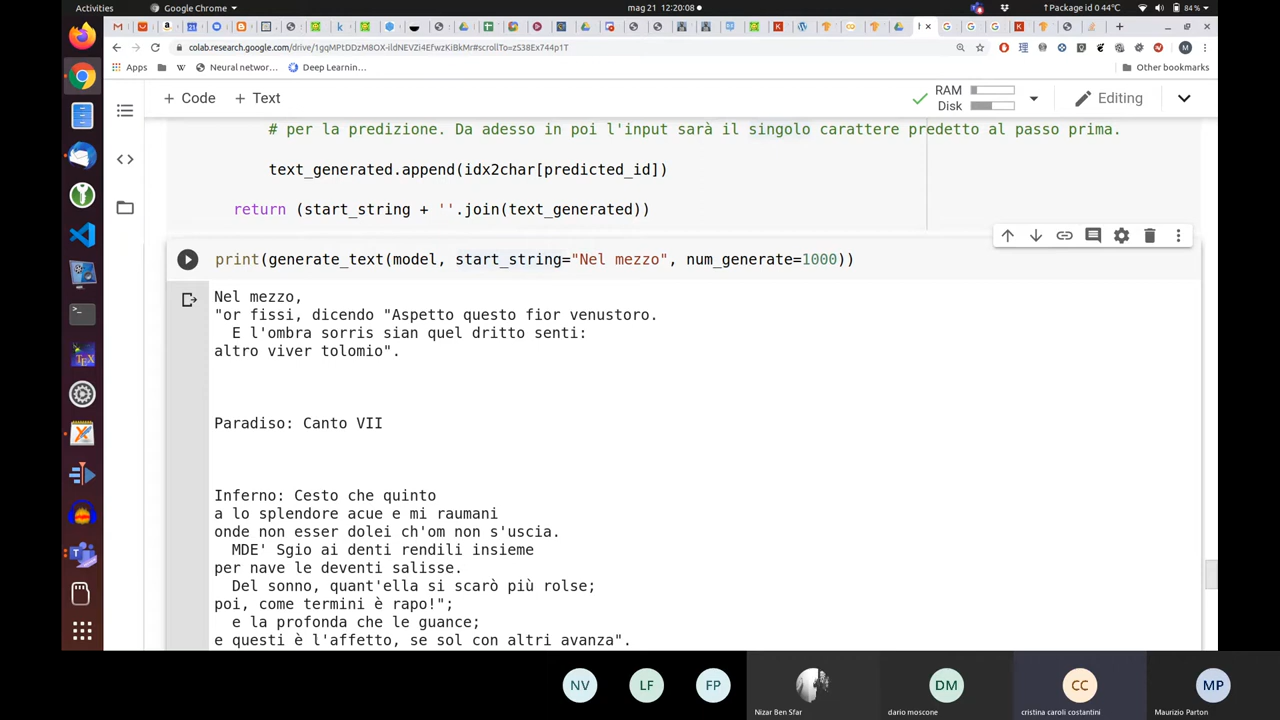 Activities
Google Chrome
mag 21 12:20:08
Package id 0 44°C
84 %
colab.research.google.com/drive/1gqMPtDDzM8OX-ildNEVZi4EfwzKiBkMr#scrollTo=zS38Ex744p1T
Apps
W
Neural networ...
Deep Learnin...
Other bookmarks
+ Code
+ Text
RAM
Disk
Editing
# per la predizione. Da adesso in poi l'input sarà il singolo carattere predetto al passo prima.
text_generated.append(idx2char[predicted_id])
return (start_string + ''.join(text_generated))
print(generate_text(model, start_string="Nel mezzo", num_generate=1000))
Nel mezzo,
"or fissi, dicendo "Aspetto questo fior venustoro.
E l'ombra sorris sian quel dritto senti:
altro viver tolomio".
Paradiso: Canto VII
Inferno: Cesto che quinto
a lo splendore acue e mi raumani
onde non esser dolei ch'om non s'uscia.
MDE' Sgio ai denti rendili insieme
per nave le deventi salisse.
Del sonno, quant'ella si scarò più rolse;
poi, come termini è rapo!";
e la profonda che le guance;
e questi è l'affetto, se sol con altri avanza".
NV
LF
FP
DM
CC
MP
Nizar Ben Sfar
dario moscone
cristina caroli costantini
Maurizio Parton